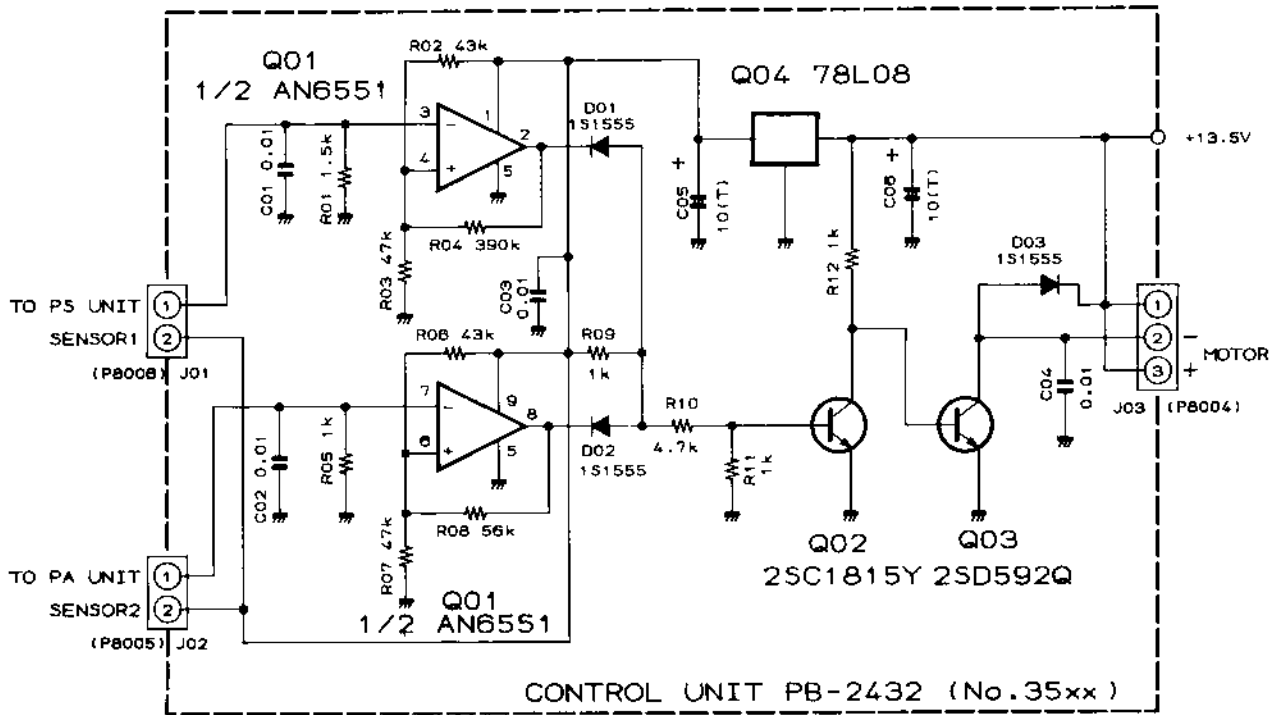 R02 43k
Q01
1/2 AN6551
Q04 78L08
D01
1S1555
3
1
2
4
5
−
+
C01 0.01
R01 1.5k
R04 390k
R03 47k
C03
0.01
+
C05
10(T)
+
C06
10(T)
+13.5V
R12 1k
D03
1S1555
TO PS UNIT
1
SENSOR1
2
(P8006) J01
1
2
−
3
+
MOTOR
J03 (P8004)
C04
0.01
R06 43k
R09
1k
7
9
8
6
5
−
+
C02 0.01
R05 1k
R08 56k
R07 47k
D02
1S1555
R10
4.7k
R11
1k
Q02
2SC1815Y
Q03
2SD592Q
TO PA UNIT
1
SENSOR2
2
(P8005) J02
Q01
1/2 AN6551
CONTROL UNIT PB-2432 (No.35xx)